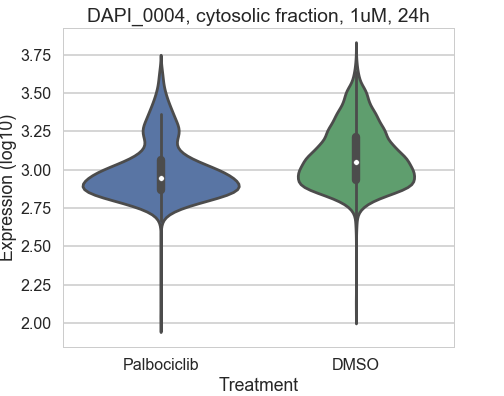 DAPI_0004, cytosolic fraction, 1uM, 24h
Expression (log10)
3.75
3.50
3.25
3.00
2.75
2.50
2.25
2.00
Palbociclib
DMSO
Treatment